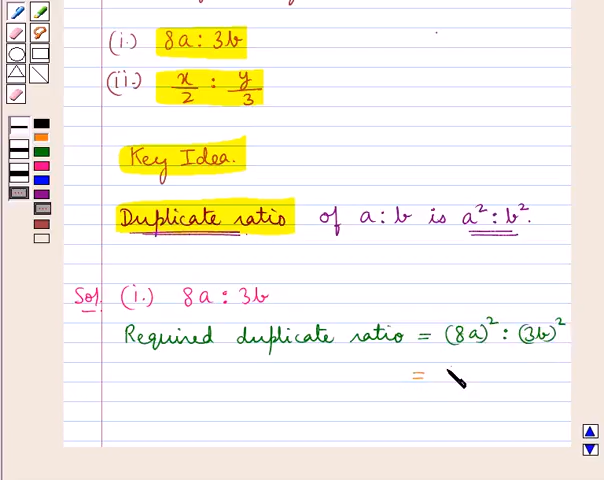 (i.) 8a : 3b
(ii.) x/2 : y/3
Key Idea.
Duplicate ratio of a : b is a² : b².
Sol. (i.) 8a : 3b
Required duplicate ratio = (8a)² : (3b)²
=